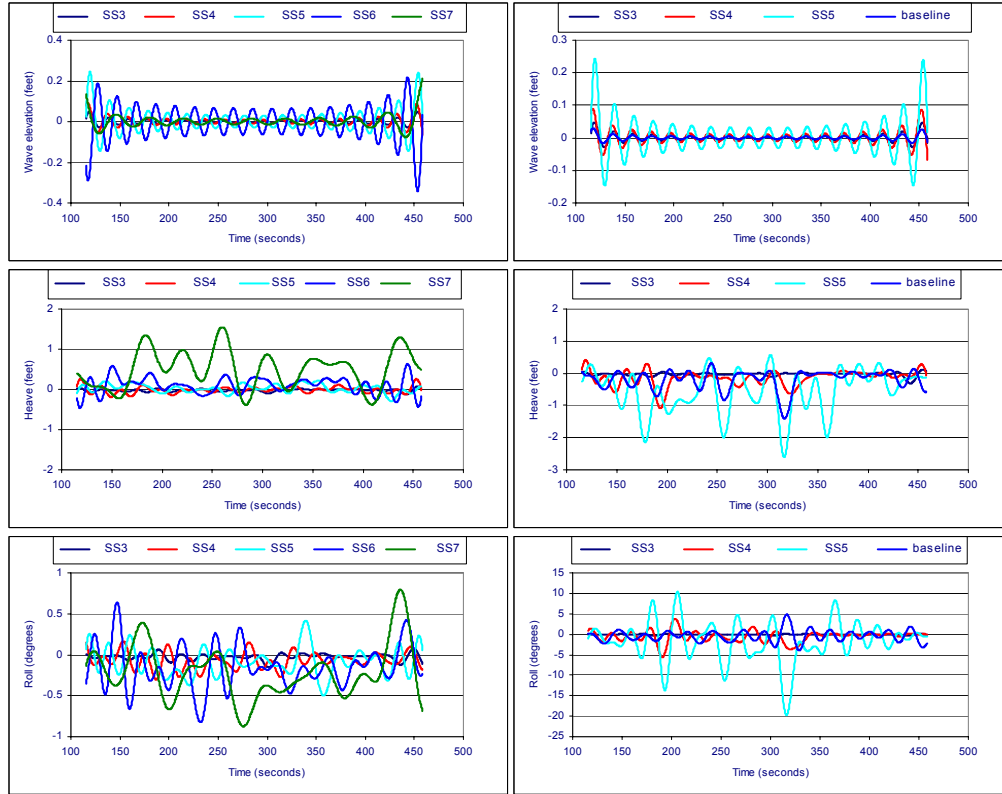 SS3 SS4 SS5 SS6 SS7
Wave elevation (feet)
0.4
0.2
0
-0.2
-0.4
100 150 200 250 300 350 400 450 500
Time (seconds)
SS3 SS4 SS5 baseline
Wave elevation (feet)
0.3
0.2
0.1
0
-0.1
-0.2
100 150 200 250 300 350 400 450 500
Time (seconds)
SS3 SS4 SS5 SS6 SS7
Heave (feet)
2
1
0
-1
-2
100 150 200 250 300 350 400 450 500
Time (seconds)
SS3 SS4 SS5 baseline
Heave (feet)
2
1
0
-1
-2
-3
100 150 200 250 300 350 400 450 500
Time (seconds)
SS3 SS4 SS5 SS6 SS7
Roll (degrees)
1
0.5
0
-0.5
-1
100 150 200 250 300 350 400 450 500
Time (seconds)
SS3 SS4 SS5 baseline
Roll (degrees)
15
10
5
0
-5
-10
-15
-20
-25
100 150 200 250 300 350 400 450 500
Time (seconds)